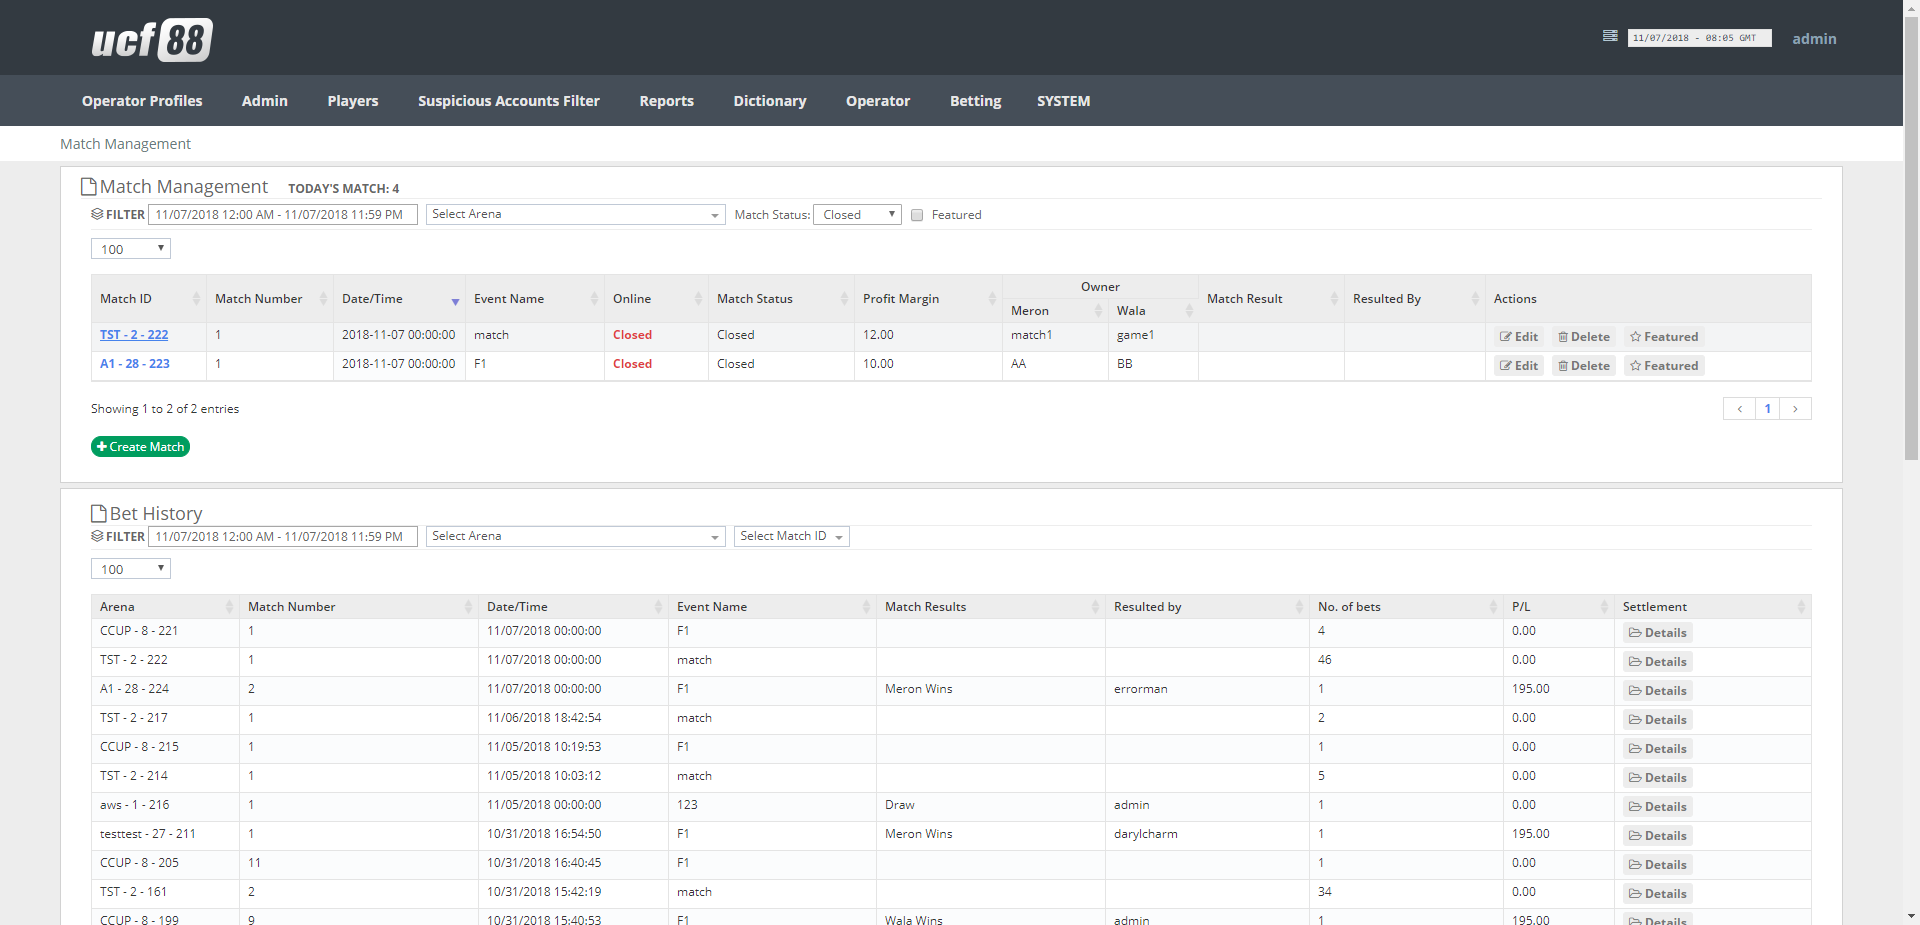 ucf 88
11/07/2018 - 08:05 GMT admin
Operator Profiles Admin Players Suspicious Accounts Filter Reports Dictionary Operator Betting SYSTEM
Match Management
Match Management TODAY'S MATCH: 4
FILTER 11/07/2018 12:00 AM - 11/07/2018 11:59 PM Select Arena Match Status: Closed Featured
100
Owner
Match ID Match Number Date/Time Event Name Online Match Status Profit Margin Match Result Resulted By Actions
Meron Wala
TST - 2 - 222 1 2018-11-07 00:00:00 match Closed Closed 12.00 match1 game1 Edit Delete Featured
A1 - 28 - 223 1 2018-11-07 00:00:00 F1 Closed Closed 10.00 AA BB Edit Delete Featured
Showing 1 to 2 of 2 entries < 1 >
Create Match
Bet History
FILTER 11/07/2018 12:00 AM - 11/07/2018 11:59 PM Select Arena Select Match ID
100
Arena Match Number Date/Time Event Name Match Results Resulted by No. of bets P/L Settlement
CCUP - 8 - 221 1 11/07/2018 00:00:00 F1 4 0.00 Details
TST - 2 - 222 1 11/07/2018 00:00:00 match 46 0.00 Details
A1 - 28 - 224 2 11/07/2018 00:00:00 F1 Meron Wins errorman 1 195.00 Details
TST - 2 - 217 1 11/06/2018 18:42:54 match 2 0.00 Details
CCUP - 8 - 215 1 11/05/2018 10:19:53 F1 1 0.00 Details
TST - 2 - 214 1 11/05/2018 10:03:12 match 5 0.00 Details
aws - 1 - 216 1 11/05/2018 00:00:00 123 Draw admin 1 0.00 Details
testtest - 27 - 211 1 10/31/2018 16:54:50 F1 Meron Wins darylcharm 1 195.00 Details
CCUP - 8 - 205 11 10/31/2018 16:40:45 F1 1 0.00 Details
TST - 2 - 161 2 10/31/2018 15:42:19 match 34 0.00 Details
CCUP - 8 - 199 9 10/31/2018 15:40:53 F1 Wala Wins admin 1 195.00 Details